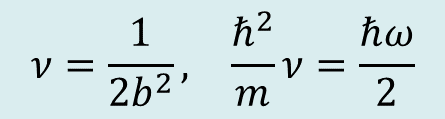 ν = 1/(2b²), ħ²/m ν = ħω/2